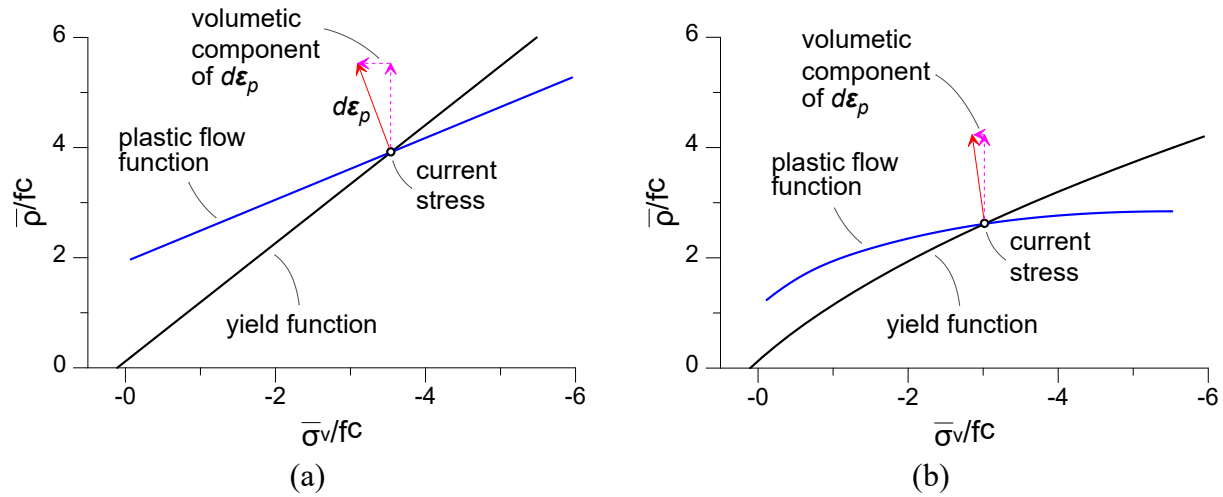 6
volumetic
component
of dεp
dεp
plastic flow
function
4
current
stress
ρ̅/fc
2
yield function
0
-0
-2
-4
-6
σ̅v/fc
(a)
6
volumetic
component
of dεp
4
plastic flow
function
ρ̅/fc
2
current
stress
yield function
0
-0
-2
-4
-6
σ̅v/fc
(b)